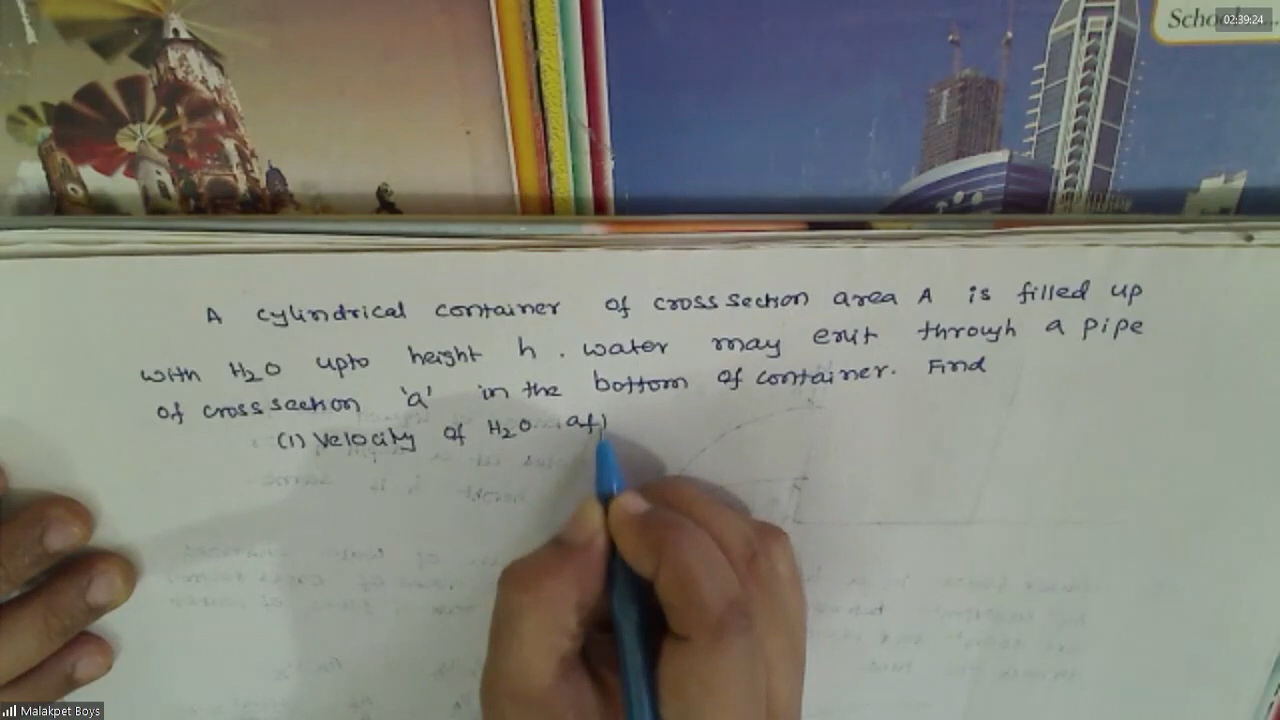 School
02:39:24
A cylindrical container of cross section area A is filled up
with H2O upto height h. water may exit through a pipe
of cross section 'a' in the bottom of container. Find
(1) Velocity of H2O aft
Malakpet Boys